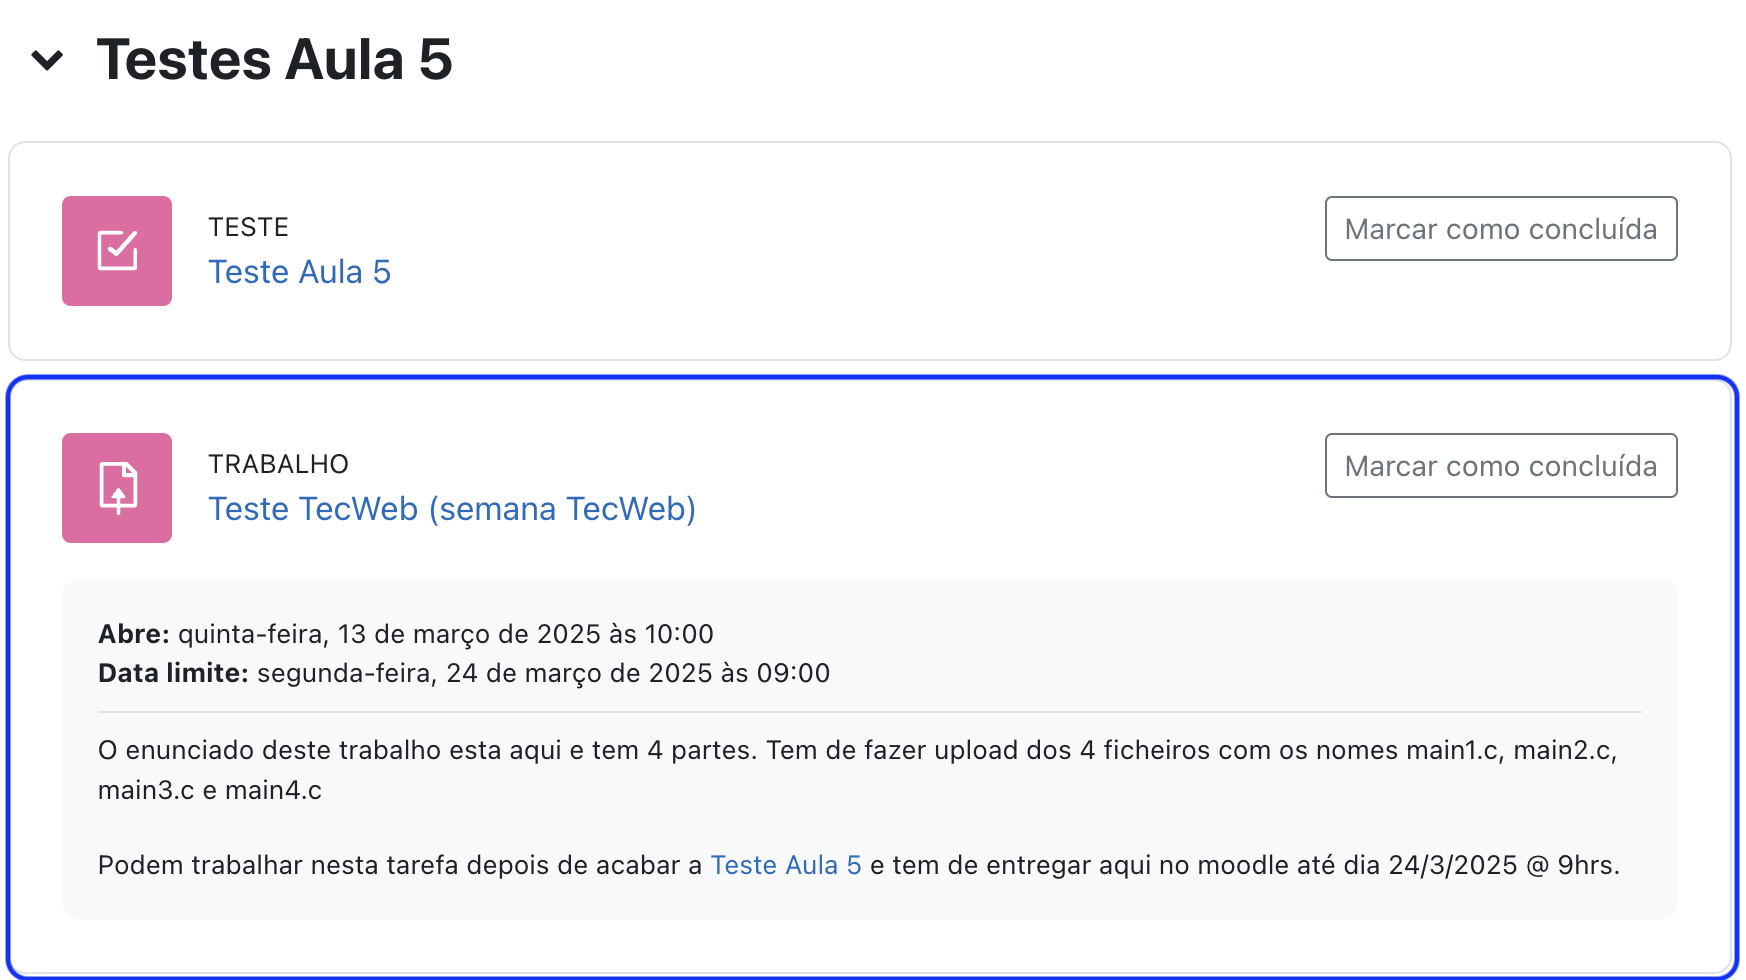 Testes Aula 5
TESTE
Teste Aula 5
Marcar como concluída
TRABALHO
Teste TecWeb (semana TecWeb)
Marcar como concluída
Abre: quinta-feira, 13 de março de 2025 às 10:00
Data limite: segunda-feira, 24 de março de 2025 às 09:00
O enunciado deste trabalho esta aqui e tem 4 partes. Tem de fazer upload dos 4 ficheiros com os nomes main1.c, main2.c,
main3.c e main4.c
Podem trabalhar nesta tarefa depois de acabar a Teste Aula 5 e tem de entregar aqui no moodle até dia 24/3/2025 @ 9hrs.